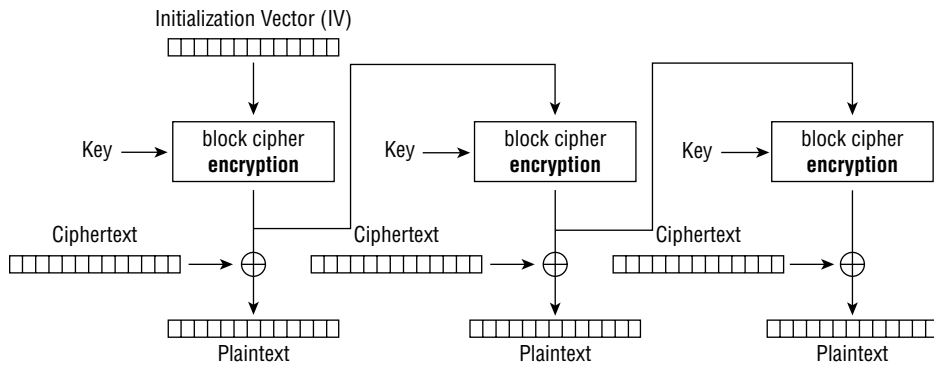 Initialization Vector (IV)
block cipher
encryption
block cipher
encryption
block cipher
encryption
Key
Key
Key
Ciphertext
Ciphertext
Ciphertext
Plaintext
Plaintext
Plaintext